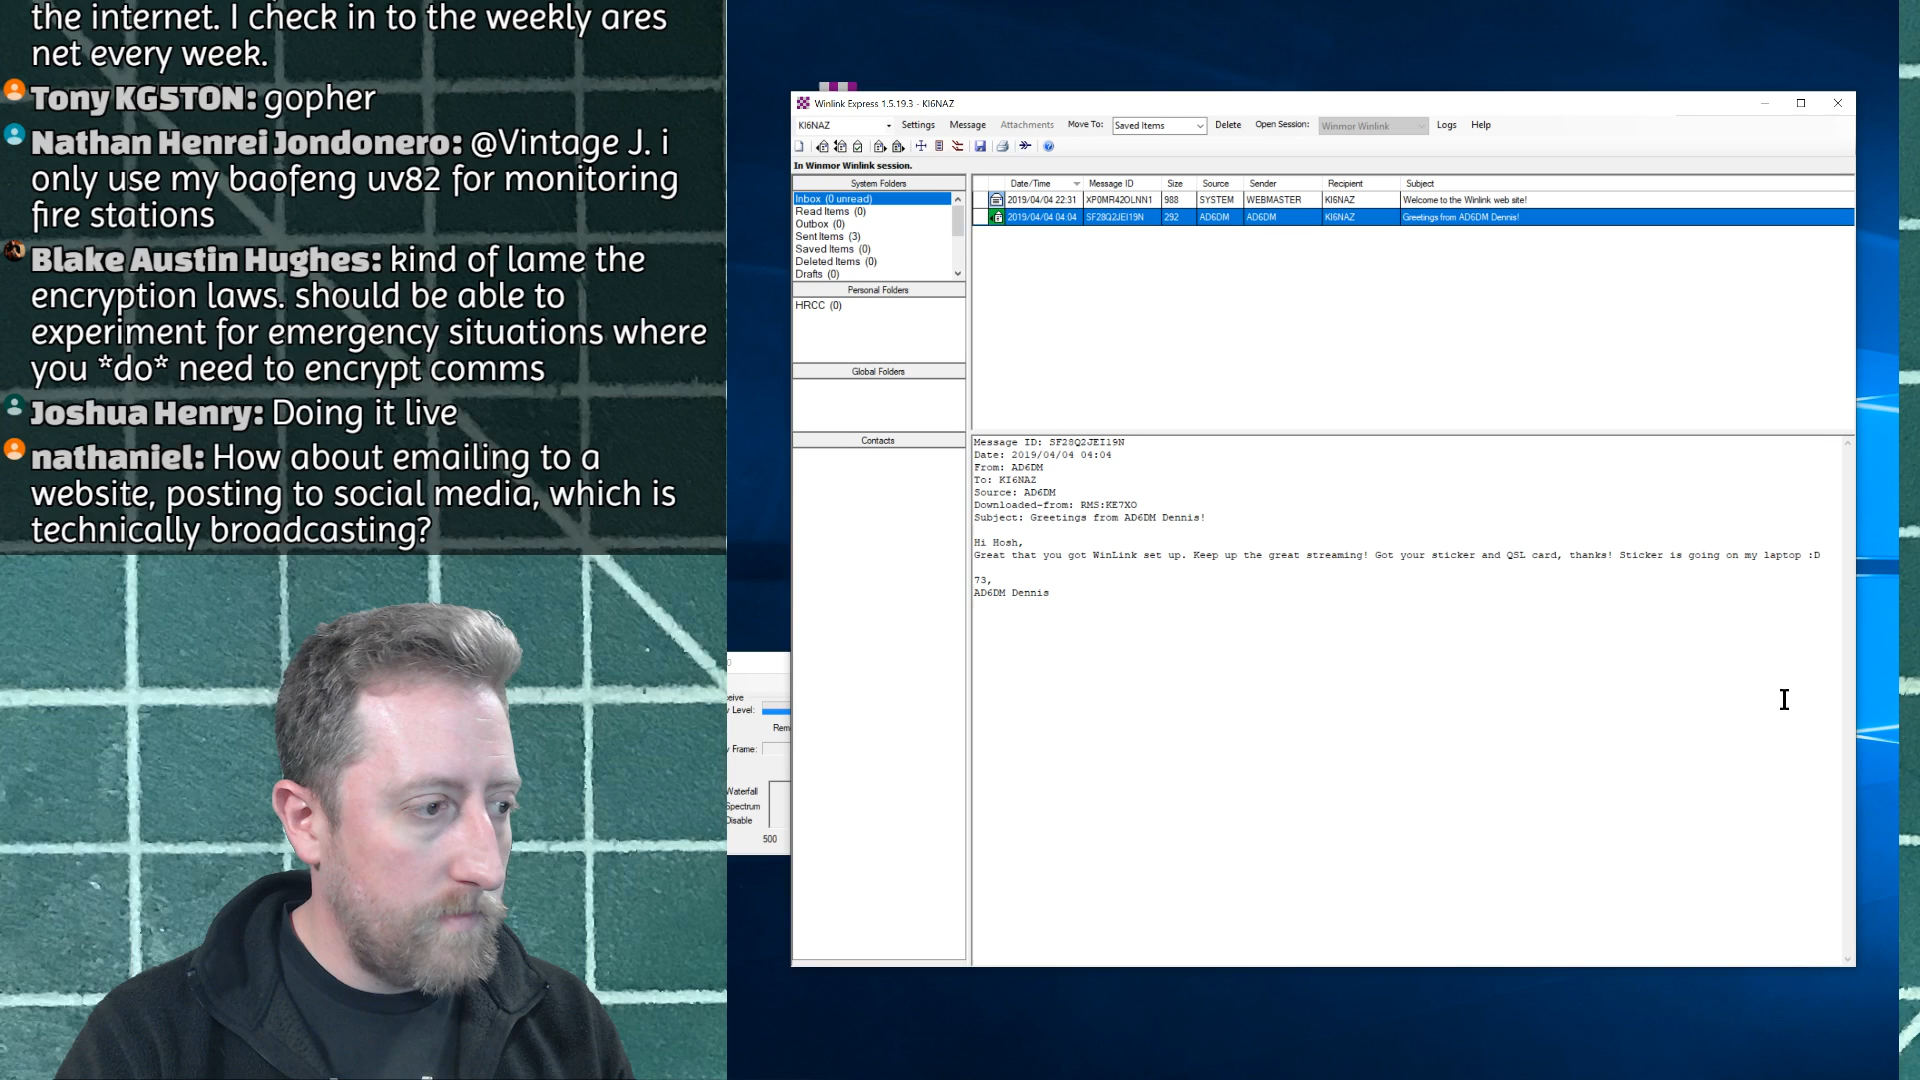 the internet. I check in to the weekly ares
net every week.
Tony KG5TON: gopher
Nathan Henrei Jondonero: @Vintage J. i
only use my baofeng uv82 for monitoring
fire stations
Blake Austin Hughes: kind of lame the
encryption laws. should be able to
experiment for emergency situations where
you *do* need to encrypt comms
Joshua Henry: Doing it live
nathaniel: How about emailing to a
website, posting to social media, which is
technically broadcasting?
Winlink Express 1.5.19.3 - KI6NAZ
KI6NAZ Settings Message Attachments Move To: Saved Items Delete Open Session: Winmor Winlink Logs Help
In Winmor Winlink session.
System Folders
Inbox (0 unread)
Read Items (0)
Outbox (0)
Sent Items (3)
Saved Items (0)
Deleted Items (0)
Drafts (0)
Personal Folders
HRCC (0)
Global Folders
Contacts
Date/Time Message ID Size Source Sender Recipient Subject
2019/04/04 22:31 XP0MR42OLNN1 988 SYSTEM WEBMASTER KI6NAZ Welcome to the Winlink web site!
2019/04/04 04:04 SF28Q2JEI19N 292 AD6DM AD6DM KI6NAZ Greetings from AD6DM Dennis!
Message ID: SF28Q2JEI19N
Date: 2019/04/04 04:04
From: AD6DM
To: KI6NAZ
Source: AD6DM
Downloaded-from: RMS:KE7XO
Subject: Greetings from AD6DM Dennis!
Hi Hosh,
Great that you got WinLink set up. Keep up the great streaming! Got your sticker and QSL card, thanks! Sticker is going on my laptop :D
73,
AD6DM Dennis
eive
Level:
Rem
Frame:
Waterfall
Spectrum
Disable
500